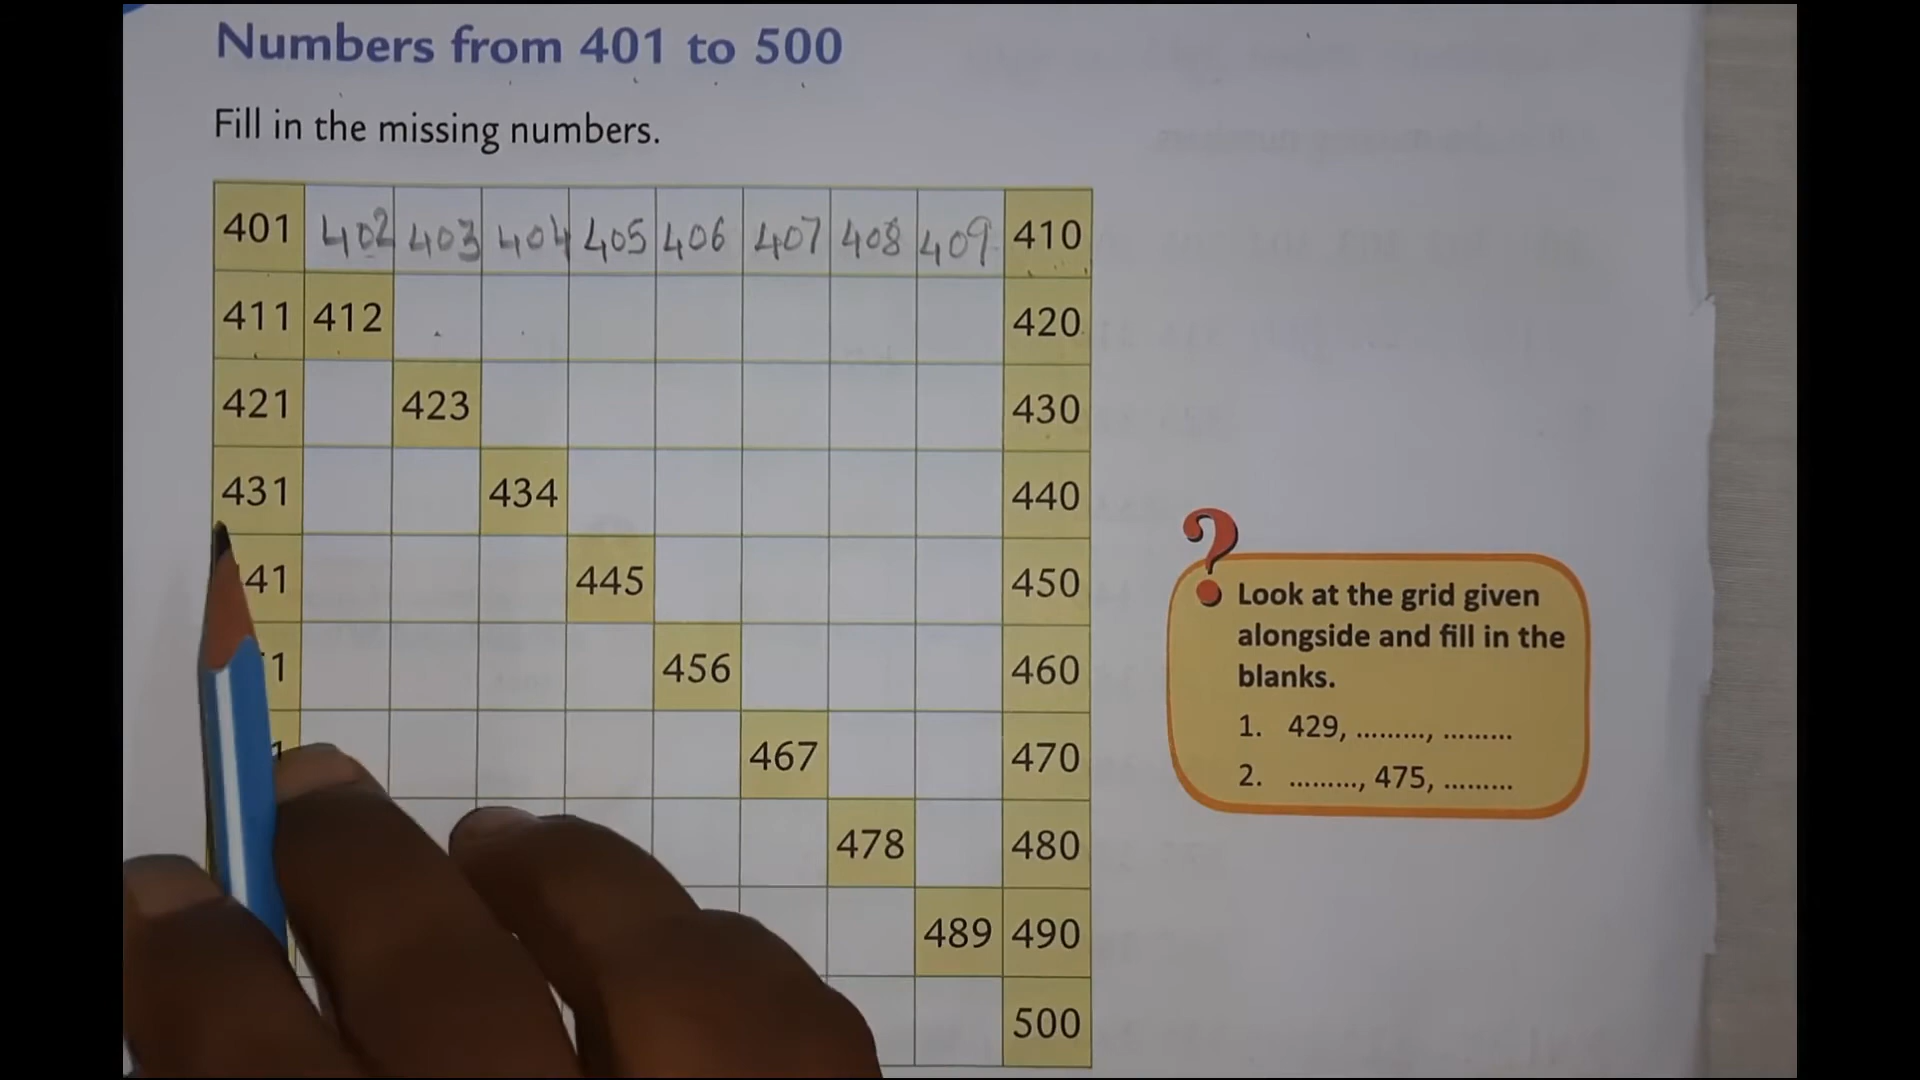 Numbers from 401 to 500
Fill in the missing numbers.
401 402 403 404 405 406 407 408 409 410
411 412 420
421 423 430
431 434 440
41 445 450
1 456 460
467 470
478 480
489 490
500
? Look at the grid given
alongside and fill in the
blanks.
1. 429, ........., .........
2. ........., 475, .........